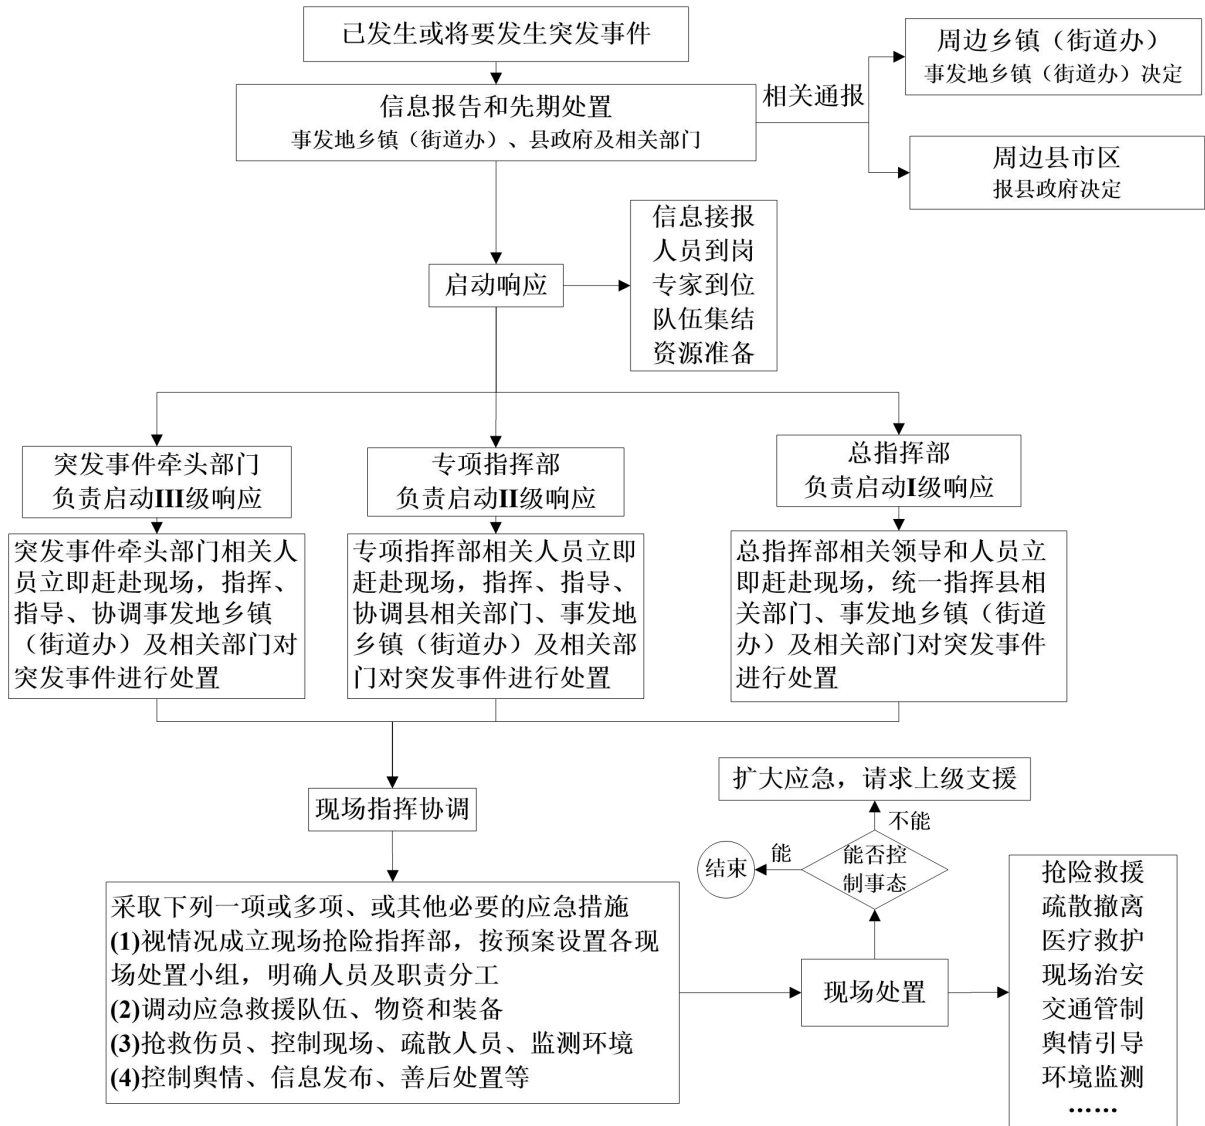 已发生或将要发生突发事件
信息报告和先期处置
事发地乡镇（街道办）、县政府及相关部门
相关通报
周边乡镇（街道办）
事发地乡镇（街道办）决定
周边县市区
报县政府决定
启动响应
信息接报
人员到岗
专家到位
队伍集结
资源准备
突发事件牵头部门
负责启动III级响应
专项指挥部
负责启动II级响应
总指挥部
负责启动I级响应
突发事件牵头部门相关人
员立即赶赴现场，指挥、
指导、协调事发地乡镇
（街道办）及相关部门对
突发事件进行处置
专项指挥部相关人员立即
赶赴现场，指挥、指导、
协调县相关部门、事发地
乡镇（街道办）及相关部
门对突发事件进行处置
总指挥部相关领导和人员立
即赶赴现场，统一指挥县相
关部门、事发地乡镇（街道
办）及相关部门对突发事件
进行处置
现场指挥协调
采取下列一项或多项、或其他必要的应急措施
(1)视情况成立现场抢险指挥部，按预案设置各现
场处置小组，明确人员及职责分工
(2)调动应急救援队伍、物资和装备
(3)抢救伤员、控制现场、疏散人员、监测环境
(4)控制舆情、信息发布、善后处置等
扩大应急，请求上级支援
不能
能否控
制事态
能
结束
现场处置
抢险救援
疏散撤离
医疗救护
现场治安
交通管制
舆情引导
环境监测
……